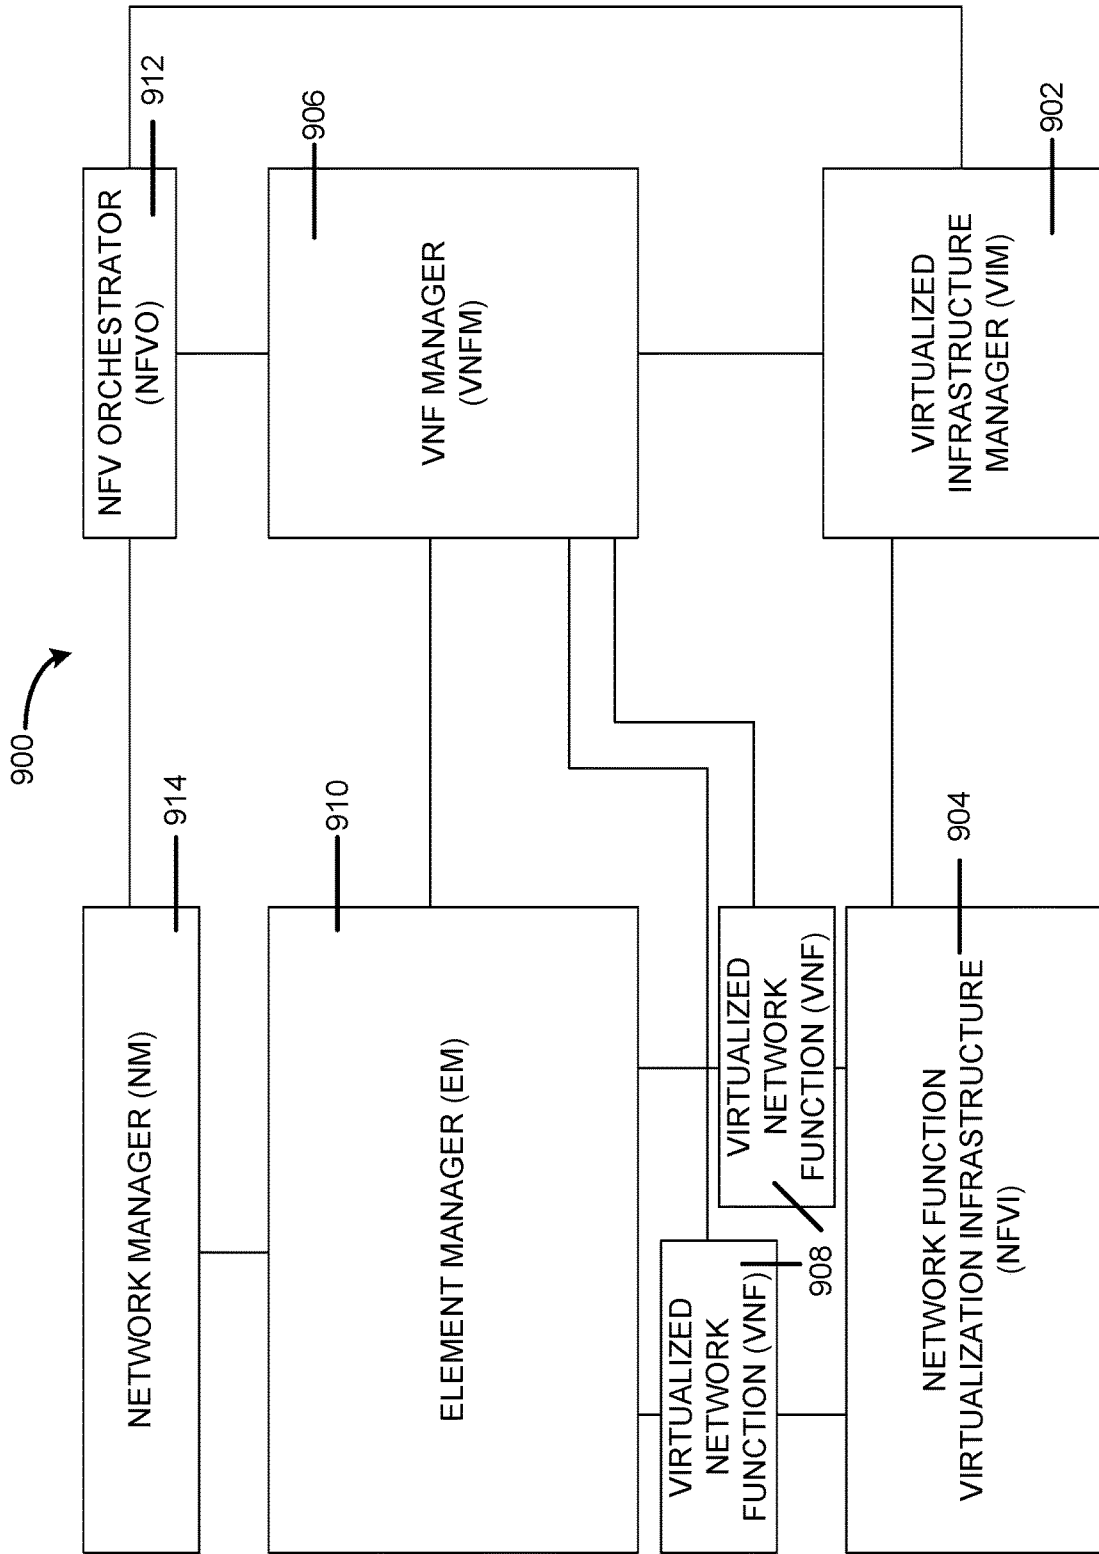 900
NETWORK MANAGER (NM)
914
NFV ORCHESTRATOR
(NFVO)
912
ELEMENT MANAGER (EM)
910
VNF MANAGER
(VNFM)
906
VIRTUALIZED
NETWORK
FUNCTION (VNF)
VIRTUALIZED
NETWORK
FUNCTION (VNF)
908
NETWORK FUNCTION
VIRTUALIZATION INFRASTRUCTURE
(NFVI)
904
VIRTUALIZED
INFRASTRUCTURE
MANAGER (VIM)
902